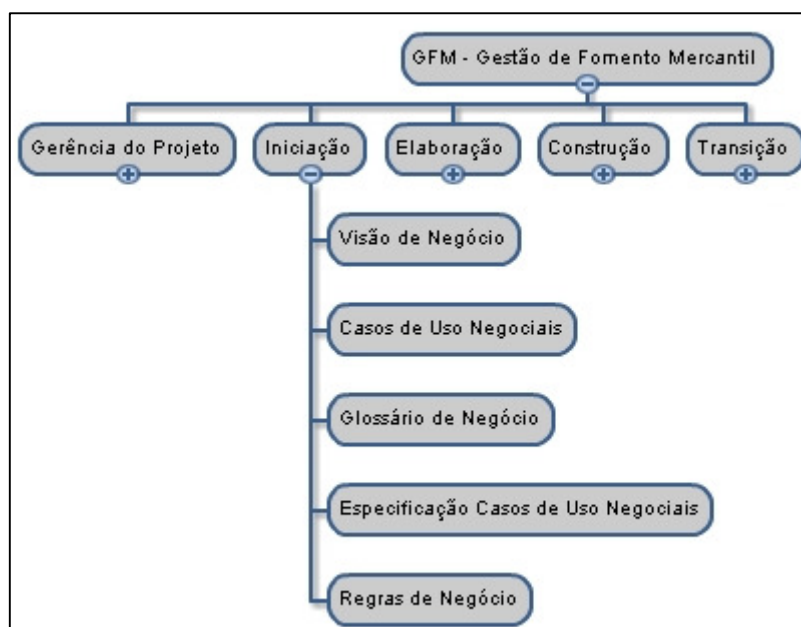 GFM - Gestão de Fomento Mercantil
Gerência do Projeto
Iniciação
Elaboração
Construção
Transição
Visão de Negócio
Casos de Uso Negociais
Glossário de Negócio
Especificação Casos de Uso Negociais
Regras de Negócio